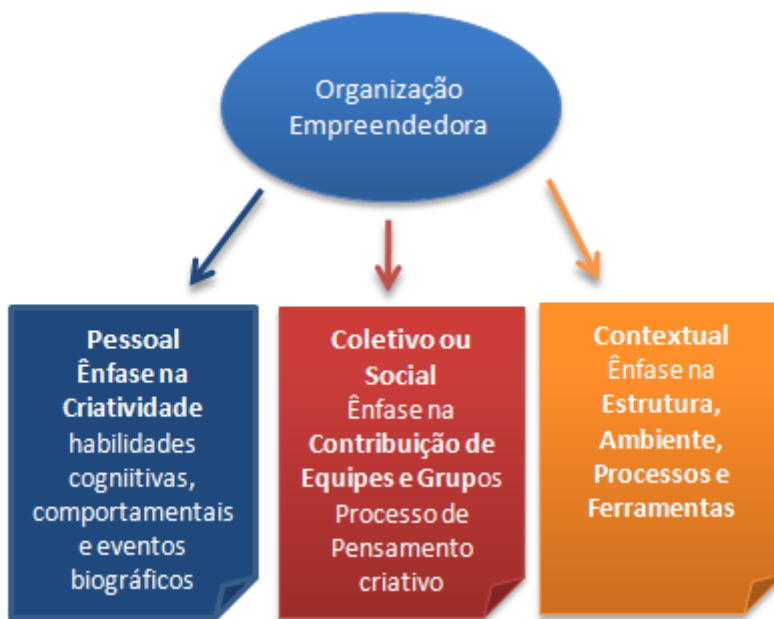 Organização
Empreendedora
Pessoal
Ênfase na
Criatividade
habilidades
cogniitivas,
comportamentais
e eventos
biográficos
Coletivo ou
Social
Ênfase na
Contribuição de
Equipes e Grupos
Processo de
Pensamento
criativo
Contextual
Ênfase na
Estrutura,
Ambiente,
Processos e
Ferramentas